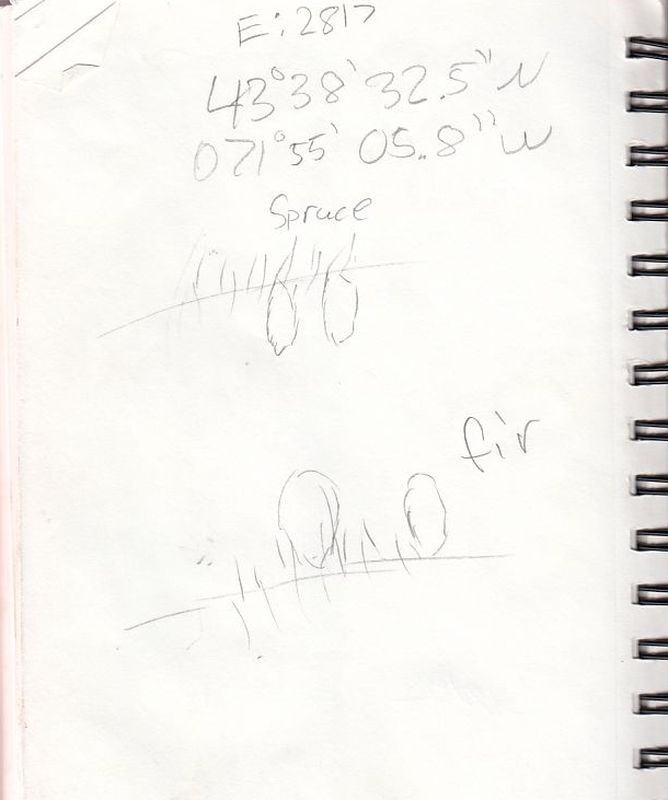 E: 2817
43°38' 32.5" N
071°55' 05.8" W
Spruce
fir